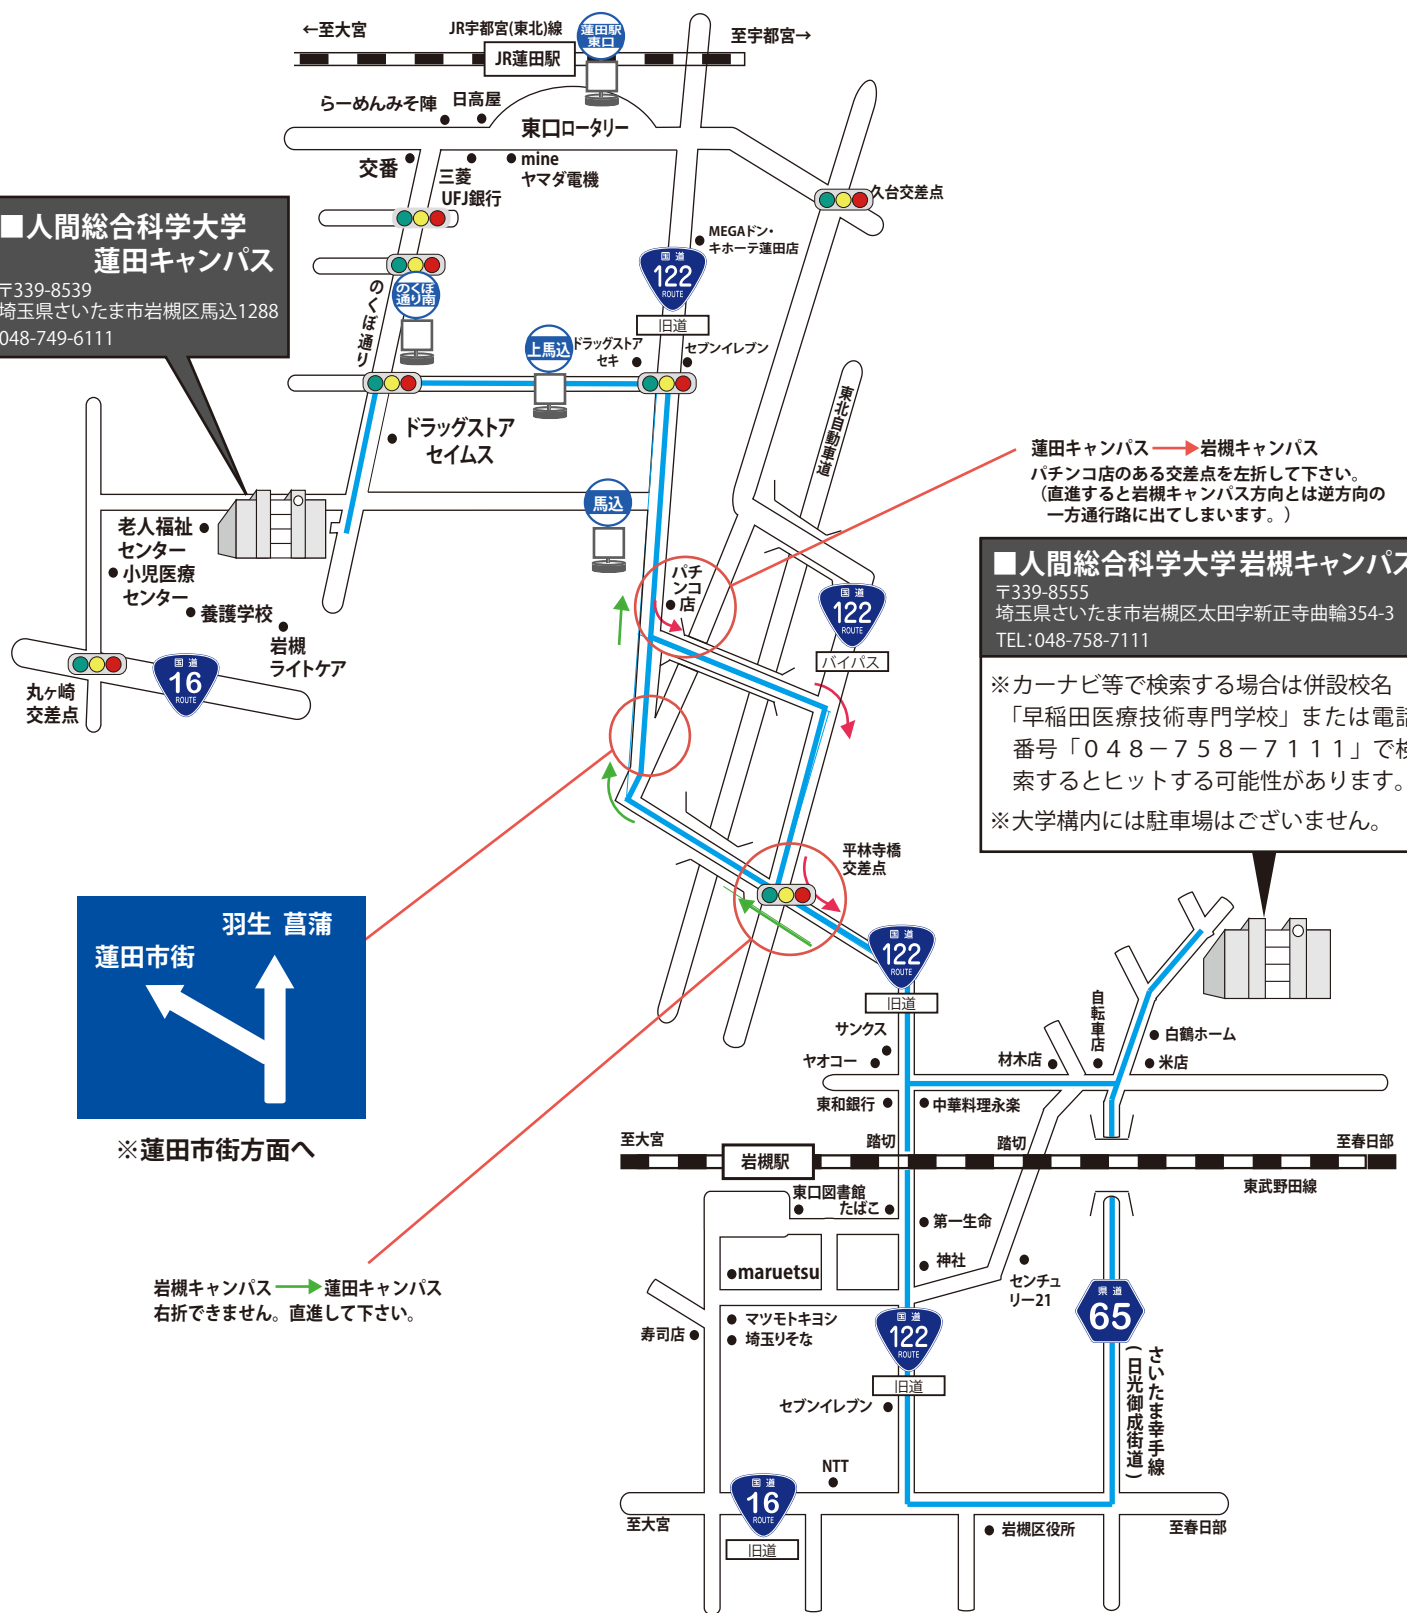 ←至大宮
JR宇都宮(東北)線
蓮田駅
東口
至宇都宮→
JR蓮田駅
らーめんみそ陣
日高屋
東口ロータリー
交番
三菱
UFJ銀行
mine
ヤマダ電機
久台交差点
■人間総合科学大学
蓮田キャンパス
〒339-8539
埼玉県さいたま市岩槻区馬込1288
048-749-6111
MEGAドン・
キホーテ蓮田店
国道
122
ROUTE
旧道
のくぼ
通り南
のくぼ通り
上馬込
ドラッグストア
セキ
セブンイレブン
ドラッグストア
セイムス
東北自動車道
蓮田キャンパス→岩槻キャンパス
パチンコ店のある交差点を左折して下さい。
(直進すると岩槻キャンパス方向とは逆方向の
一方通行路に出てしまいます。)
馬込
老人福祉
センター
小児医療
センター
養護学校
岩槻
ライトケア
パチ
ンコ
店
国道
122
ROUTE
バイパス
国道
16
ROUTE
丸ヶ崎
交差点
■人間総合科学大学 岩槻キャンパス
〒339-8555
埼玉県さいたま市岩槻区太田字新正寺曲輪354-3
TEL:048-758-7111
※カーナビ等で検索する場合は併設校名
「早稲田医療技術専門学校」または電話
番号「０４８－７５８－７１１１」で検
索するとヒットする可能性があります。
※大学構内には駐車場はございません。
平林寺橋
交差点
羽生 菖蒲
蓮田市街
※蓮田市街方面へ
国道
122
ROUTE
旧道
サンクス
ヤオコー
東和銀行
中華料理永楽
材木店
自転車店
白鶴ホーム
米店
至大宮
岩槻駅
踏切
踏切
至春日部
東武野田線
東口図書館
たばこ
第一生命
神社
センチュ
リー21
maruetsu
マツモトキヨシ
埼玉りそな
寿司店
岩槻キャンパス→蓮田キャンパス
右折できません。直進して下さい。
国道
122
ROUTE
旧道
県道
65
さいたま幸手線
(日光御成街道)
セブンイレブン
NTT
国道
16
ROUTE
旧道
至大宮
岩槻区役所
至春日部